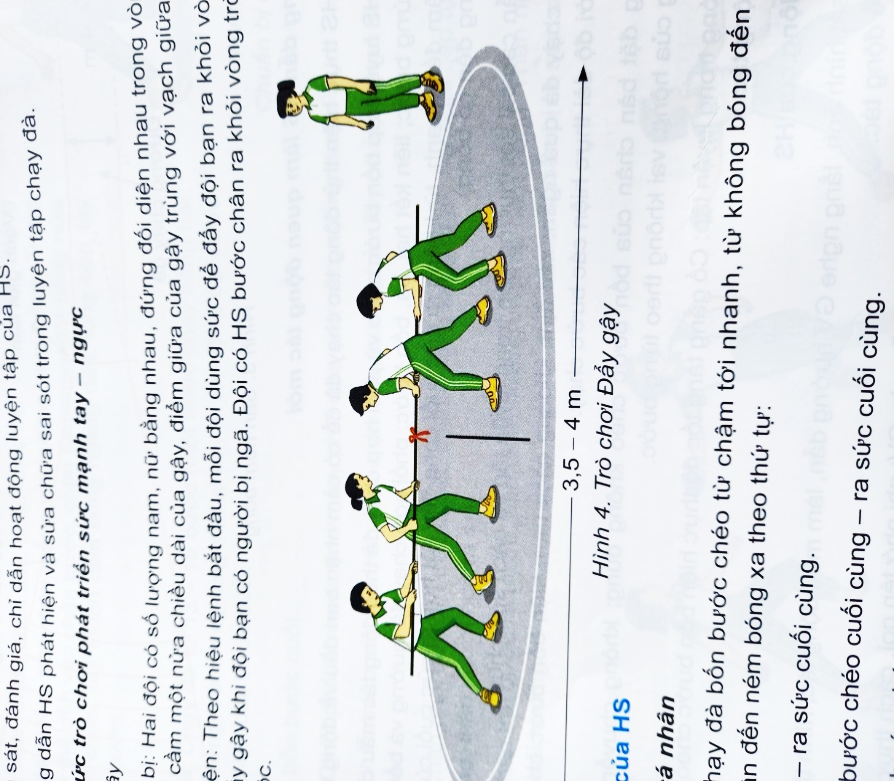 sát, đánh giá, chỉ dẫn hoạt động luyện tập của HS.
g dẫn HS phát hiện và sửa chữa sai sót trong luyện tập chạy đà.
ức trò chơi phát triển sức mạnh tay – ngực
ẩy
bị: Hai đội có số lượng nam, nữ bằng nhau, đứng đối diện nhau trong vò
cầm một nửa chiều dài của gậy, điểm giữa của gậy trùng với vạch giữa
ện: Theo hiệu lệnh bắt đầu, mỗi đội dùng sức để đẩy đội bạn ra khỏi vò
ay gậy khi đội bạn có người bị ngã. Đội có HS bước chân ra khỏi vòng trò
ộc.
3,5 – 4 m
Hình 4. Trò chơi Đẩy gậy
của HS
cá nhân
hạy đà bốn bước chéo từ chậm tới nhanh, từ không bóng đến
ân đến ném bóng xa theo thứ tự:
– ra sức cuối cùng.
bước chéo cuối cùng – ra sức cuối cùng.